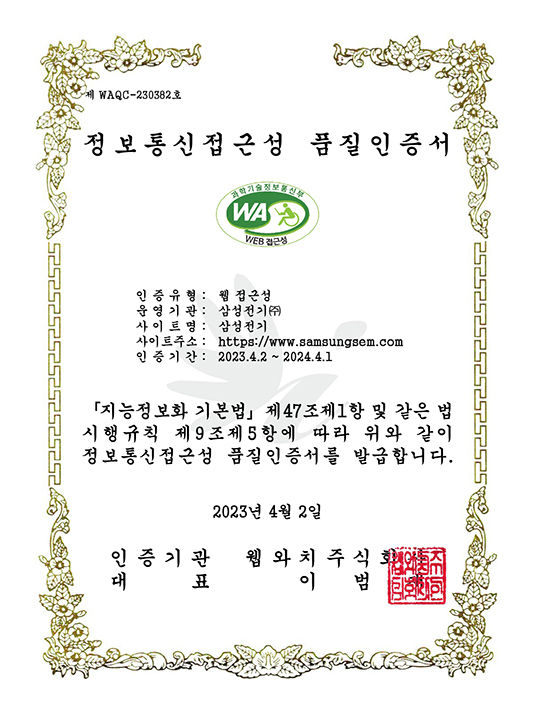 제 WAQC-230382호
정보통신접근성 품질인증서
과학기술정보통신부
WA
WEB 접근성
인증유형 : 웹 접근성
운영기관 : 삼성전기㈜
사이트명 : 삼성전기
사이트주소 : https://www.samsungsem.com
인증기간 : 2023.4.2 ~ 2024.4.1
「지능정보화 기본법」 제47조제1항 및 같은 법
시행규칙 제9조제5항에 따라 위와 같이
정보통신접근성 품질인증서를 발급합니다.
2023년 4월 2일
인증기관 웹와치주식회
대 표 이 범